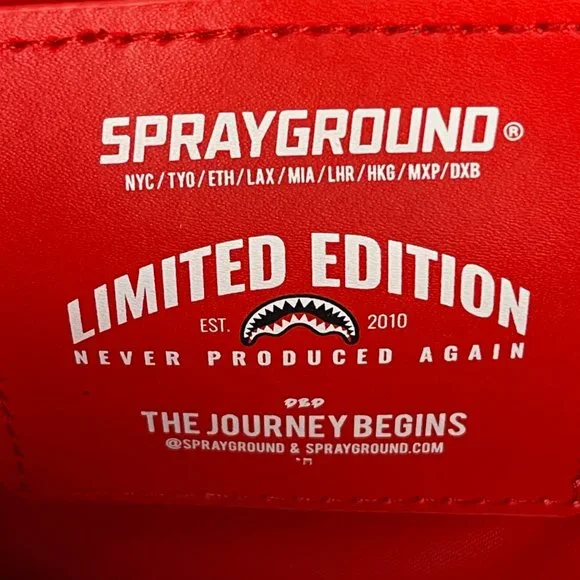 SPRAYGROUND®
NYC/TYO/ETH/LAX/MIA/LHR/HKG/MXP/DXB
LIMITED EDITION
EST. 2010
NEVER PRODUCED AGAIN
DBD
THE JOURNEY BEGINS
@SPRAYGROUND & SPRAYGROUND.COM